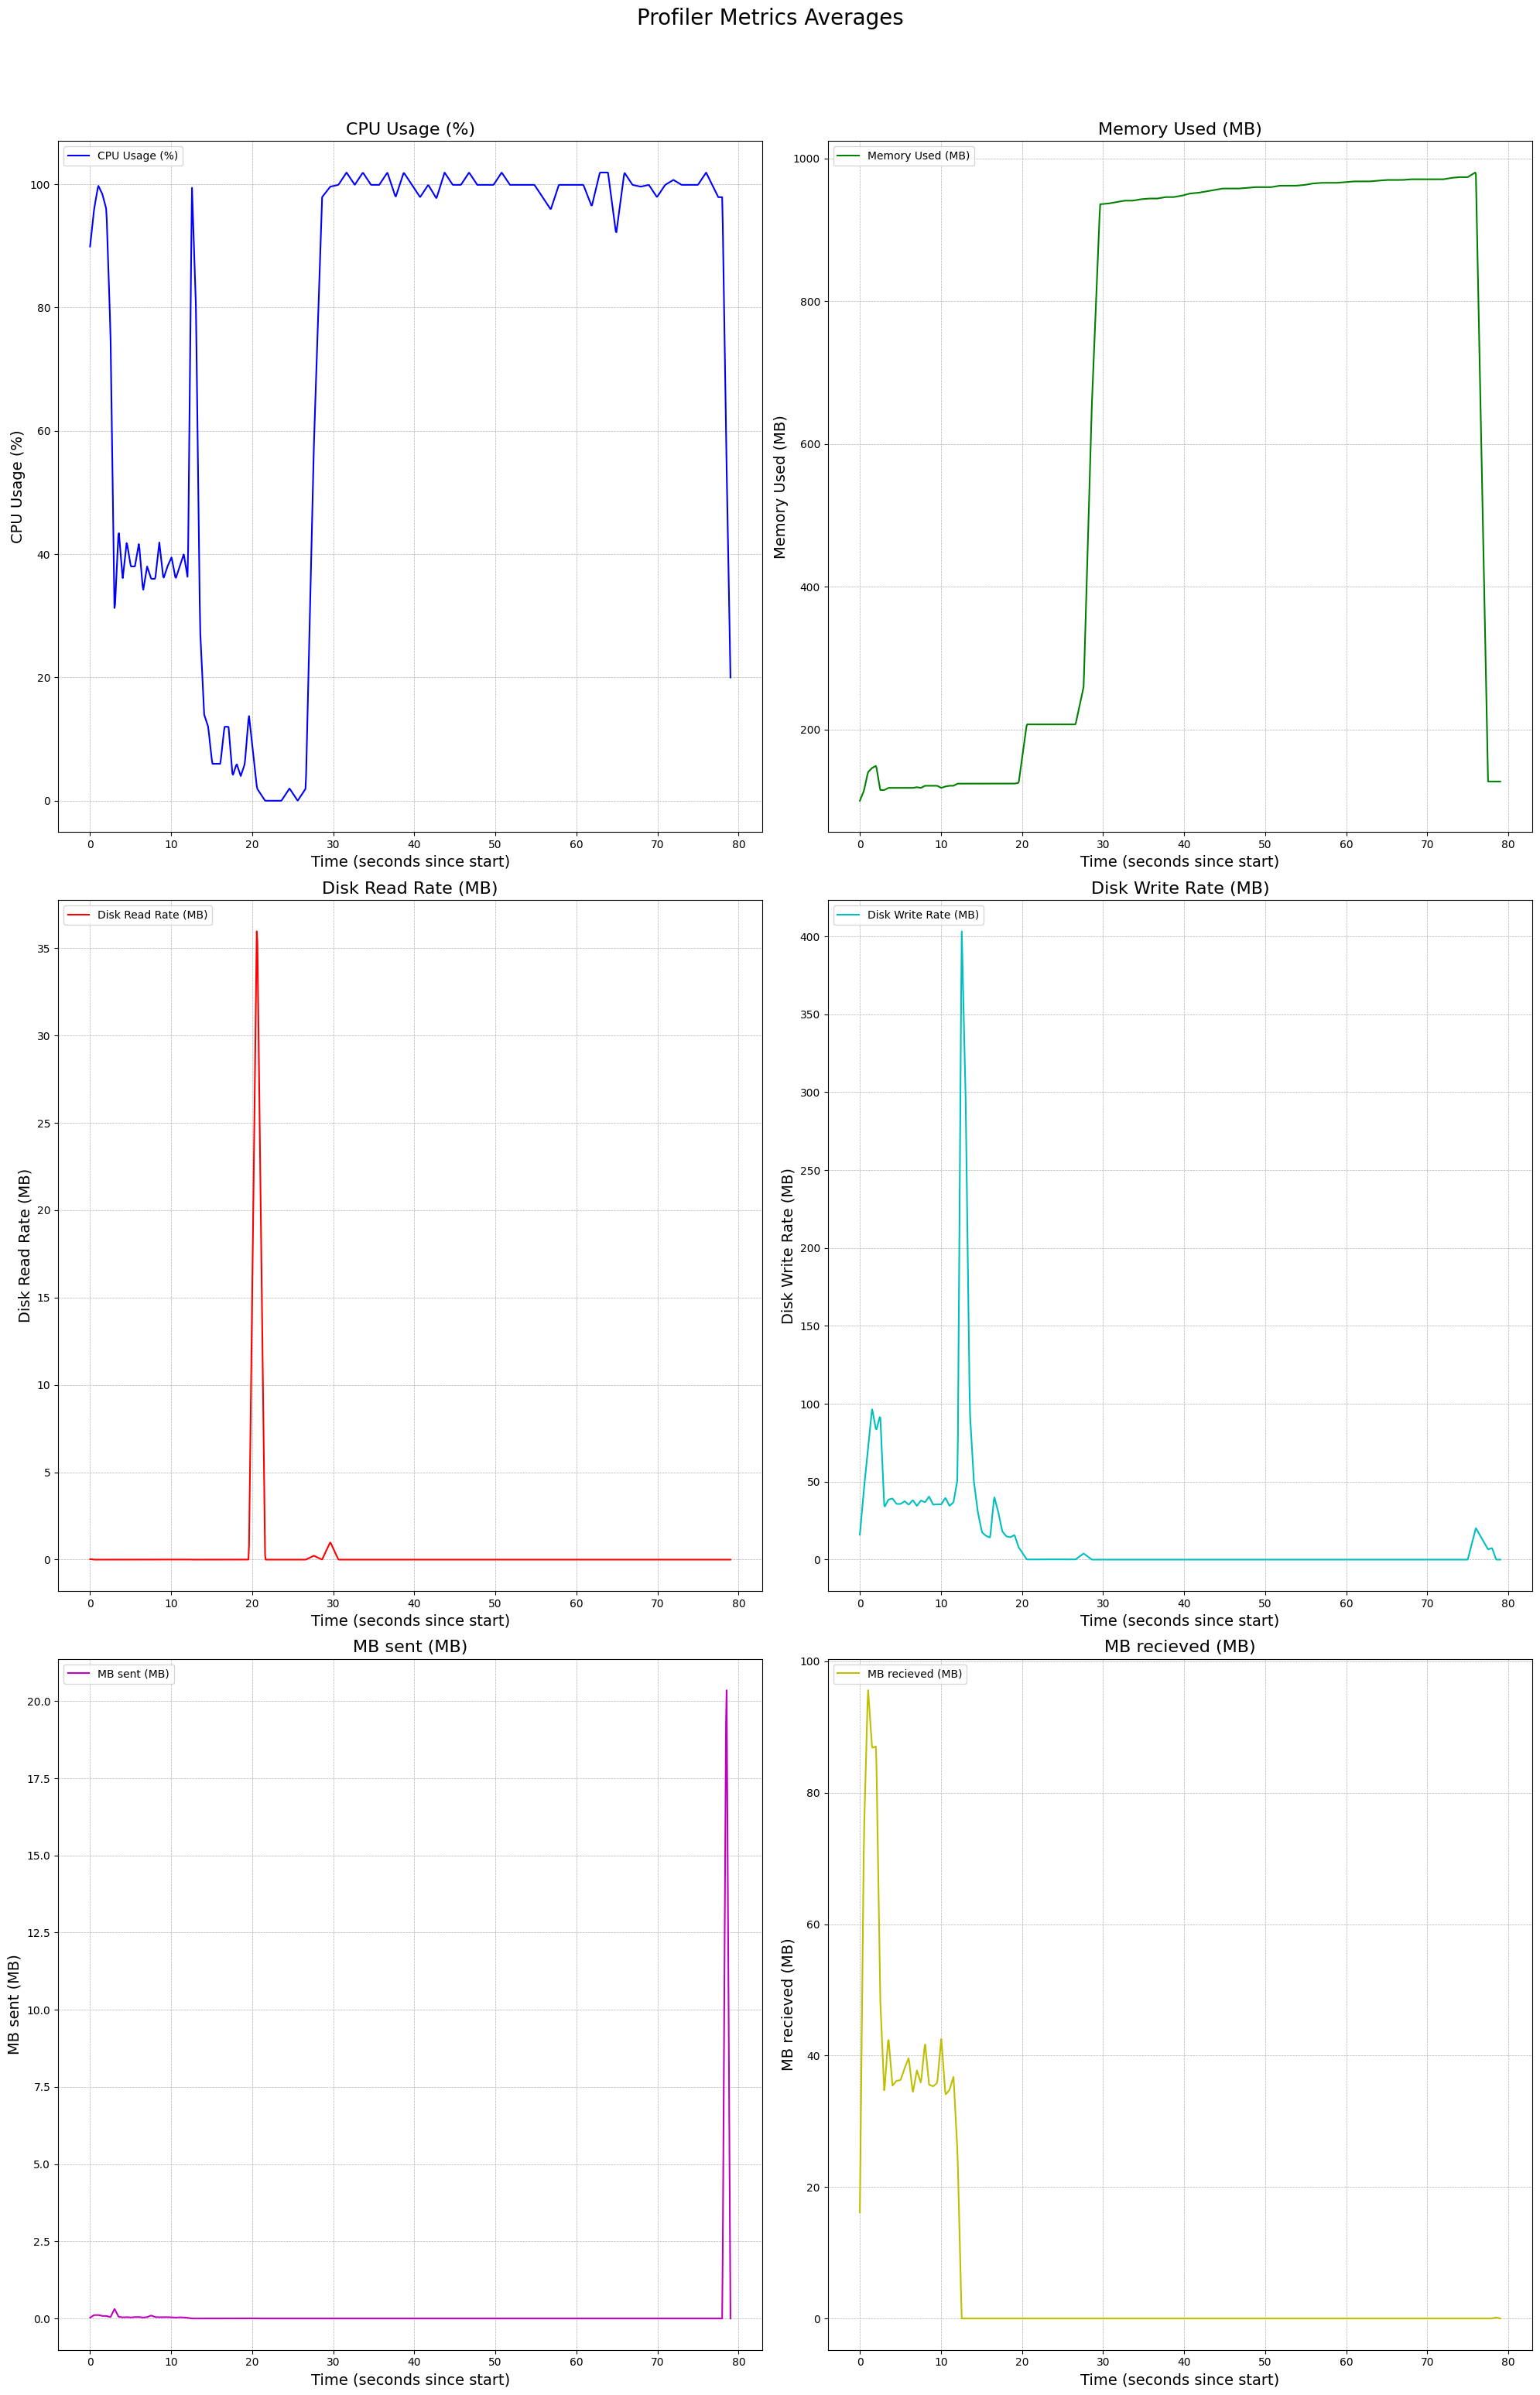 Profiler Metrics Averages
CPU Usage (%)
CPU Usage (%)
CPU Usage (%)
0
20
40
60
80
100
0 10 20 30 40 50 60 70 80
Time (seconds since start)
Memory Used (MB)
Memory Used (MB)
Memory Used (MB)
1000
800
600
400
200
0 10 20 30 40 50 60 70 80
Time (seconds since start)
Disk Read Rate (MB)
Disk Read Rate (MB)
Disk Read Rate (MB)
35
30
25
20
15
10
5
0
0 10 20 30 40 50 60 70 80
Time (seconds since start)
Disk Write Rate (MB)
Disk Write Rate (MB)
Disk Write Rate (MB)
400
350
300
250
200
150
100
50
0
0 10 20 30 40 50 60 70 80
Time (seconds since start)
MB sent (MB)
MB sent (MB)
MB sent (MB)
20.0
17.5
15.0
12.5
10.0
7.5
5.0
2.5
0.0
0 10 20 30 40 50 60 70 80
Time (seconds since start)
MB recieved (MB)
MB recieved (MB)
MB recieved (MB)
100
80
60
40
20
0
0 10 20 30 40 50 60 70 80
Time (seconds since start)